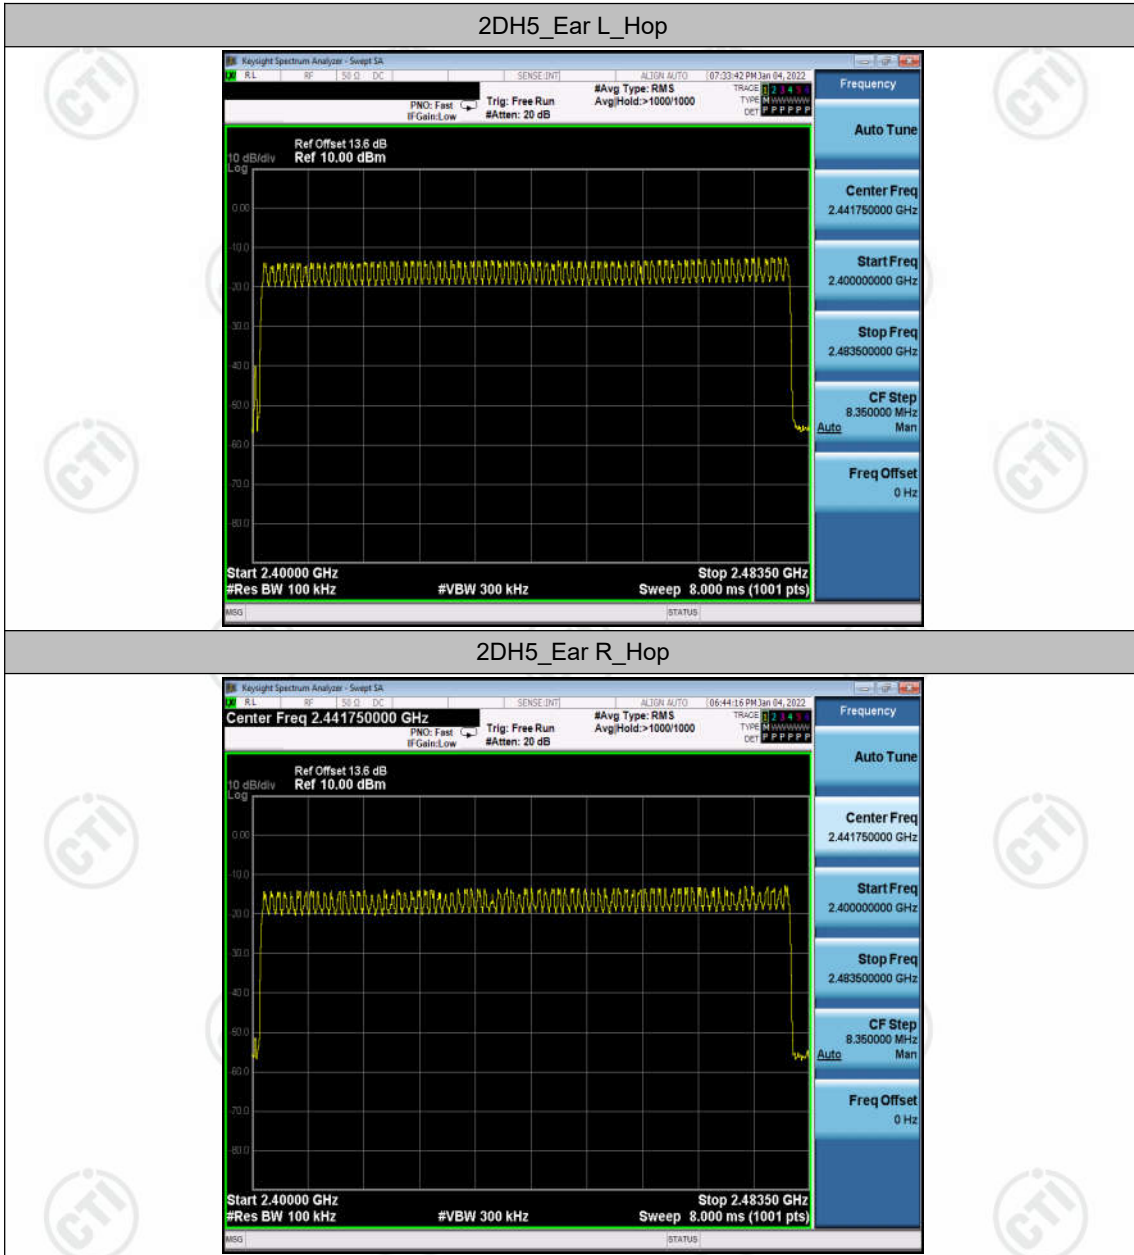 2DH5_Ear L_Hop
Keysight Spectrum Analyzer - Swept SA
RL RF 50 Ω DC SENSE:INT ALIGN AUTO 07:33:42 PM Jan 04, 2022
Frequency
#Avg Type: RMS TRACE 1 2 3 4 5 6
PNO: Fast Trig: Free Run Avg|Hold:>1000/1000 TYPE M WWWWW
IFGain:Low #Atten: 20 dB DET P P P P P P
Auto Tune
Ref Offset 13.6 dB
10 dB/div Ref 10.00 dBm
Log
0.00
-10.0
-20.0
-30.0
-40.0
-50.0
-60.0
-70.0
-80.0
Center Freq
2.441750000 GHz
Start Freq
2.400000000 GHz
Stop Freq
2.483500000 GHz
CF Step
8.350000 MHz
Auto Man
Freq Offset
0 Hz
Start 2.40000 GHz Stop 2.48350 GHz
#Res BW 100 kHz #VBW 300 kHz Sweep 8.000 ms (1001 pts)
MSG STATUS
2DH5_Ear R_Hop
Keysight Spectrum Analyzer - Swept SA
RL RF 50 Ω DC SENSE:INT ALIGN AUTO 06:44:16 PM Jan 04, 2022
Frequency
Center Freq 2.441750000 GHz #Avg Type: RMS TRACE 1 2 3 4 5 6
PNO: Fast Trig: Free Run Avg|Hold:>1000/1000 TYPE M WWWWW
IFGain:Low #Atten: 20 dB DET P P P P P P
Auto Tune
Ref Offset 13.6 dB
10 dB/div Ref 10.00 dBm
Log
0.00
-10.0
-20.0
-30.0
-40.0
-50.0
-60.0
-70.0
-80.0
Center Freq
2.441750000 GHz
Start Freq
2.400000000 GHz
Stop Freq
2.483500000 GHz
CF Step
8.350000 MHz
Auto Man
Freq Offset
0 Hz
Start 2.40000 GHz Stop 2.48350 GHz
#Res BW 100 kHz #VBW 300 kHz Sweep 8.000 ms (1001 pts)
MSG STATUS
CTI
CTI
CTI
CTI
CTI
CTI
CTI
CTI